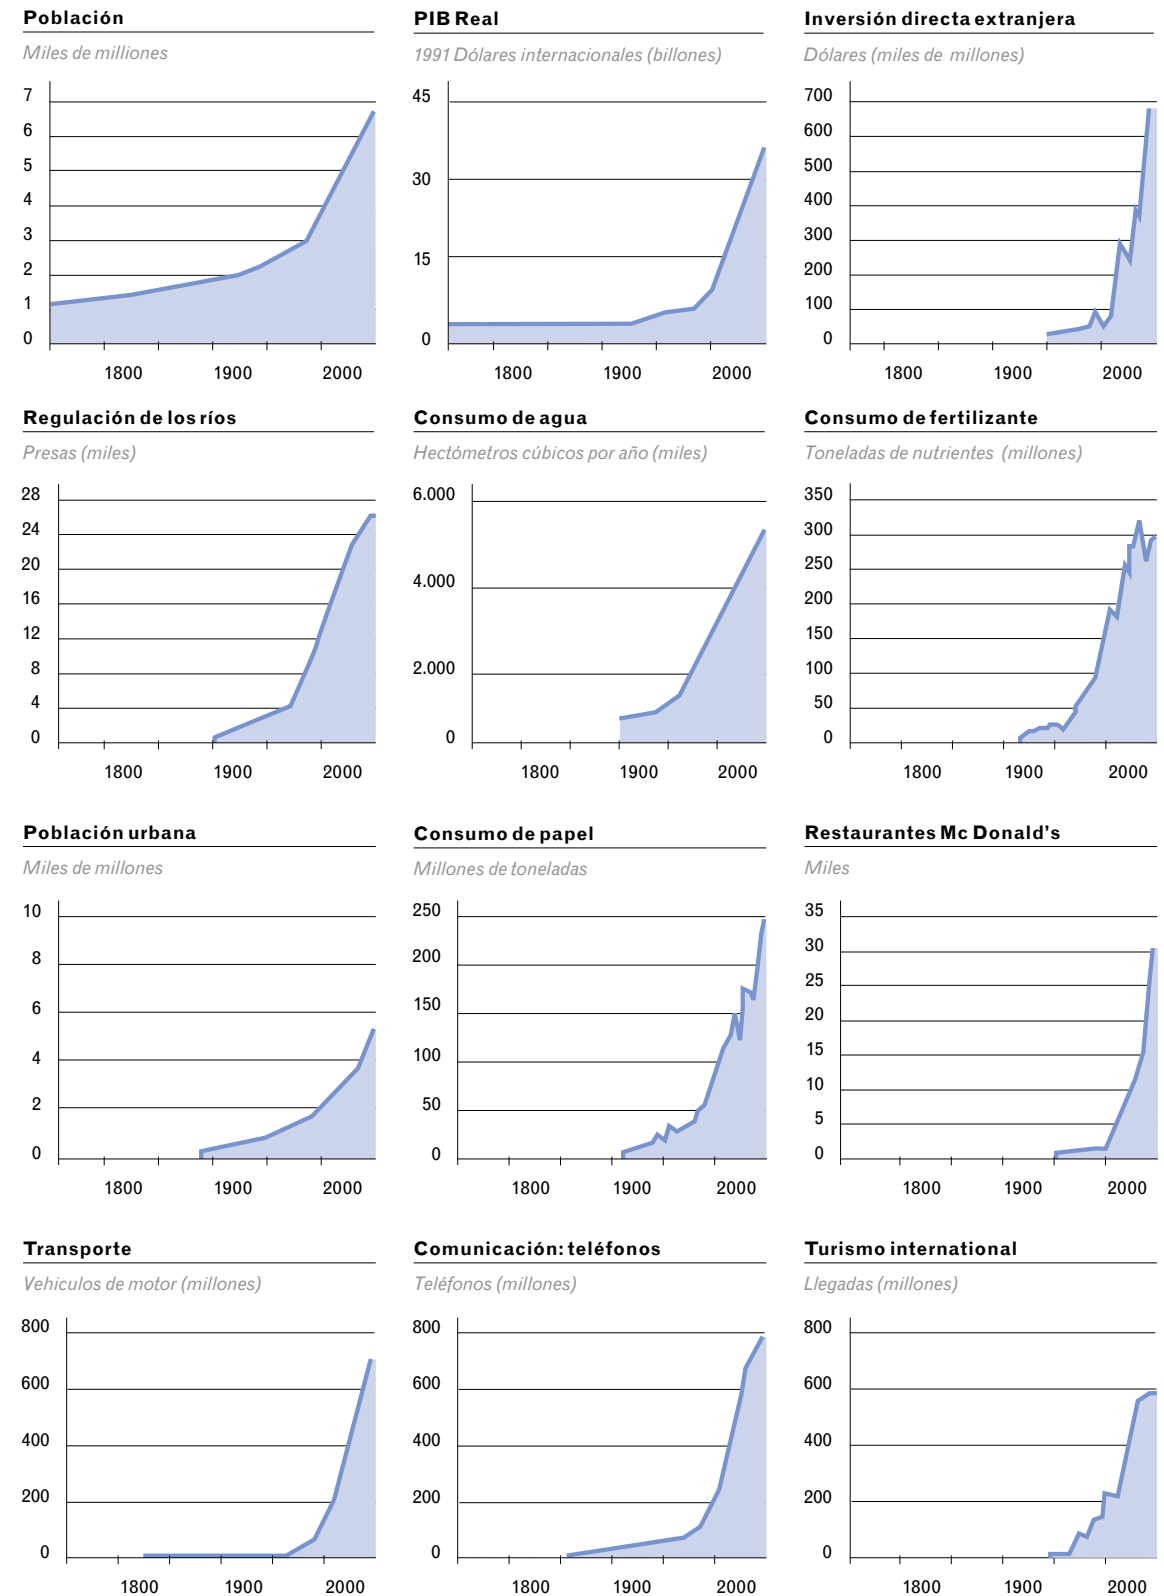 Población
Miles de millones
7
6
5
4
3
2
1
0
1800 1900 2000
PIB Real
1991 Dólares internacionales (billones)
45
30
15
0
1800 1900 2000
Inversión directa extranjera
Dólares (miles de millones)
700
600
500
400
300
200
100
0
1800 1900 2000
Regulación de los ríos
Presas (miles)
28
24
20
16
12
8
4
0
1800 1900 2000
Consumo de agua
Hectómetros cúbicos por año (miles)
6.000
4.000
2.000
0
1800 1900 2000
Consumo de fertilizante
Toneladas de nutrientes (millones)
350
300
250
200
150
100
50
0
1800 1900 2000
Población urbana
Miles de millones
10
8
6
4
2
0
1800 1900 2000
Consumo de papel
Millones de toneladas
250
200
150
100
50
0
1800 1900 2000
Restaurantes Mc Donald's
Miles
35
30
25
20
15
10
5
0
1800 1900 2000
Transporte
Vehiculos de motor (millones)
800
600
400
200
0
1800 1900 2000
Comunicación: teléfonos
Teléfonos (millones)
800
600
400
200
0
1800 1900 2000
Turismo international
Llegadas (millones)
800
600
400
200
0
1800 1900 2000